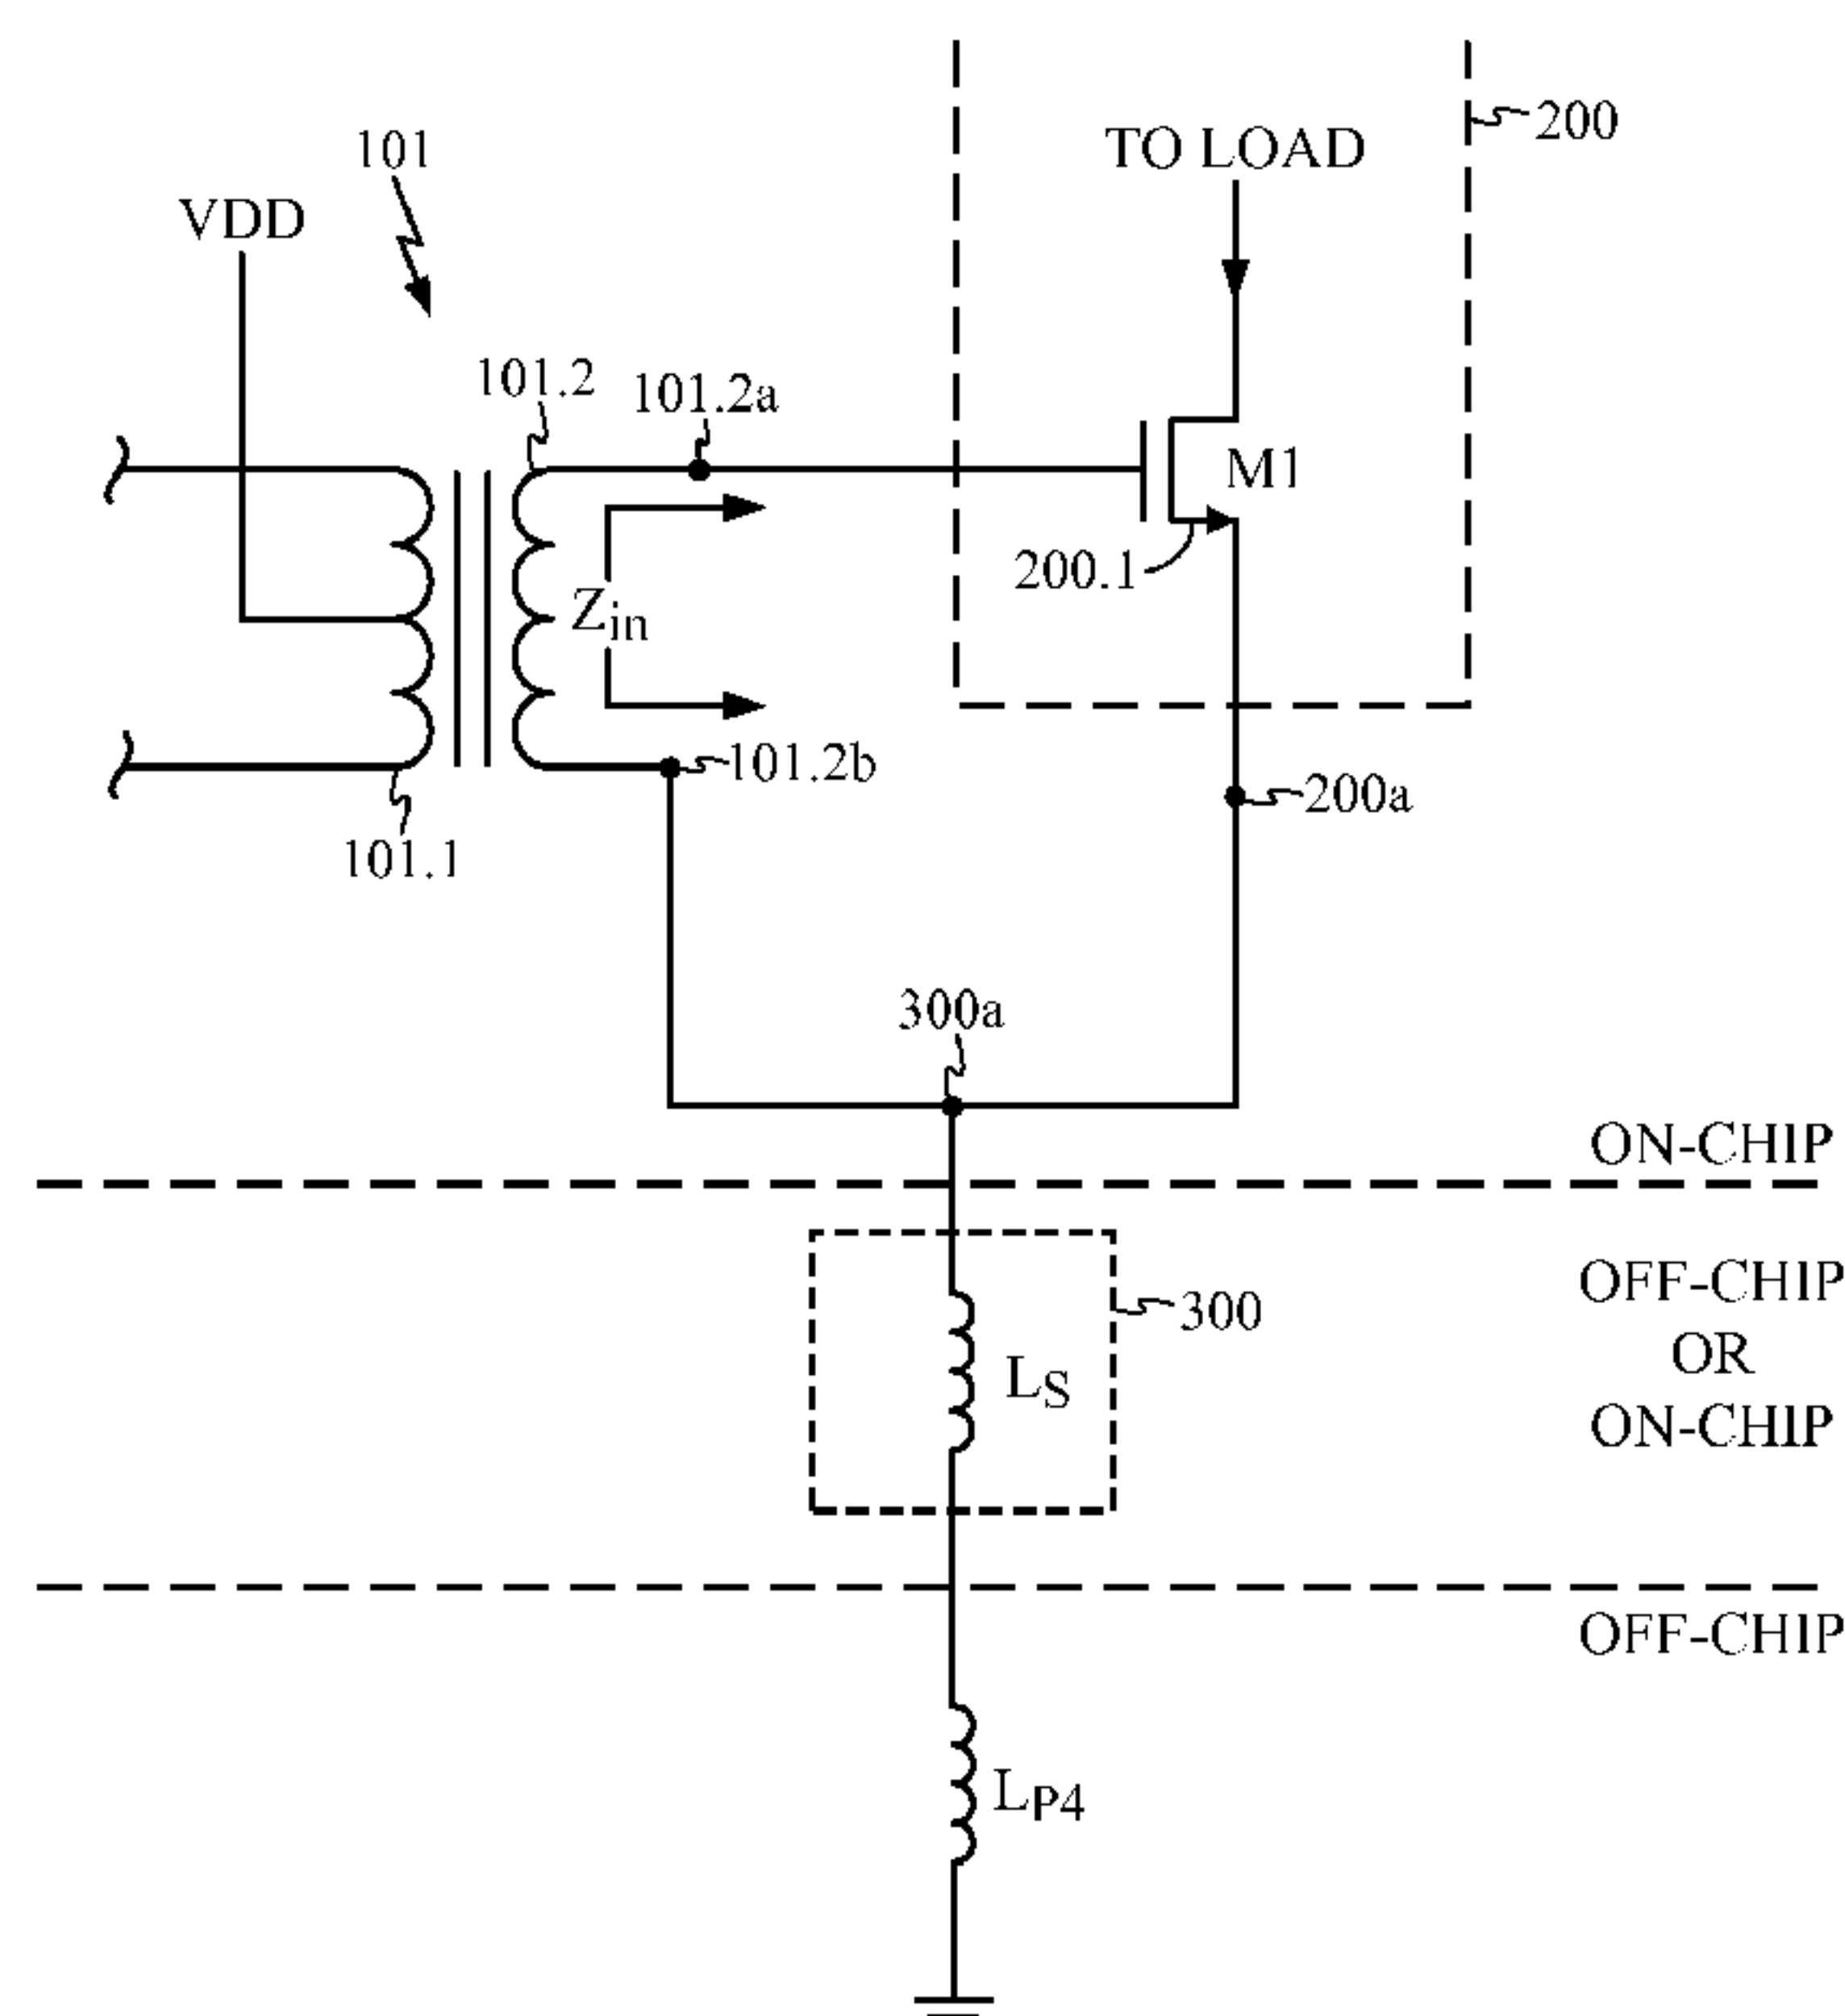 200
TO LOAD
101
VDD
101.2
101.2a
M1
200.1
Zin
101.2b
200a
101.1
300a
ON-CHIP
OFF-CHIP
OR
ON-CHIP
300
LS
OFF-CHIP
LP4